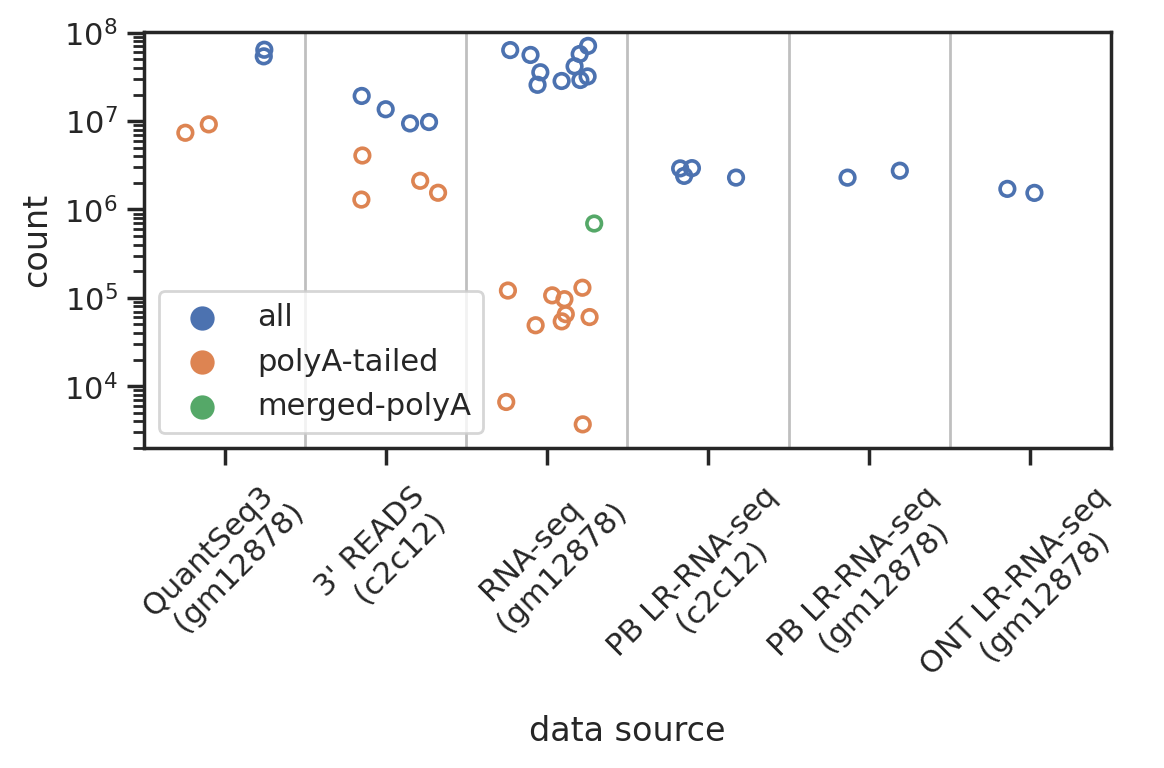 10^8
10^7
10^6
10^5
10^4
count
all
polyA-tailed
merged-polyA
QuantSeq3
(gm12878)
3' READS
(c2c12)
RNA-seq
(gm12878)
PB LR-RNA-seq
(c2c12)
PB LR-RNA-seq
(gm12878)
ONT LR-RNA-seq
(gm12878)
data source